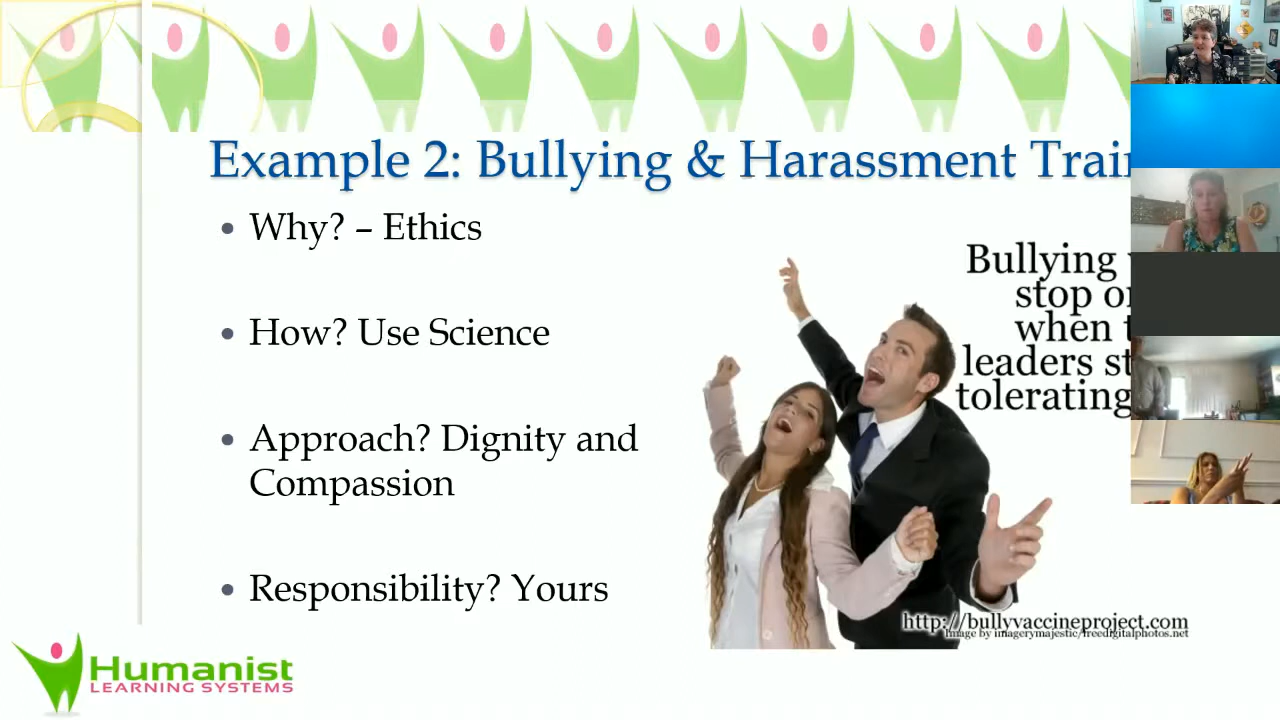 Example 2: Bullying & Harassment
• Why? – Ethics
• How? Use Science
• Approach? Dignity and
Compassion
• Responsibility? Yours
Bullying
stop
when
leaders
tolerating
http://bullyvaccineproject.com
Image by imagerymajestic/freedigitalphotos.net
Humanist
LEARNING SYSTEMS